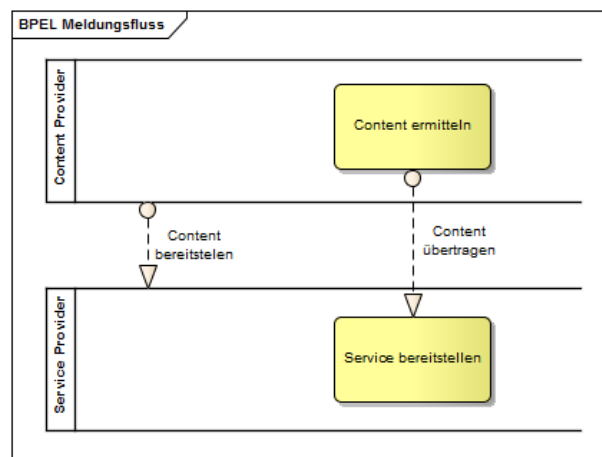 BPEL Meldungsfluss
Content Provider
Content ermitteln
Content
bereitstelen
Content
übertragen
Service Provider
Service bereitstellen